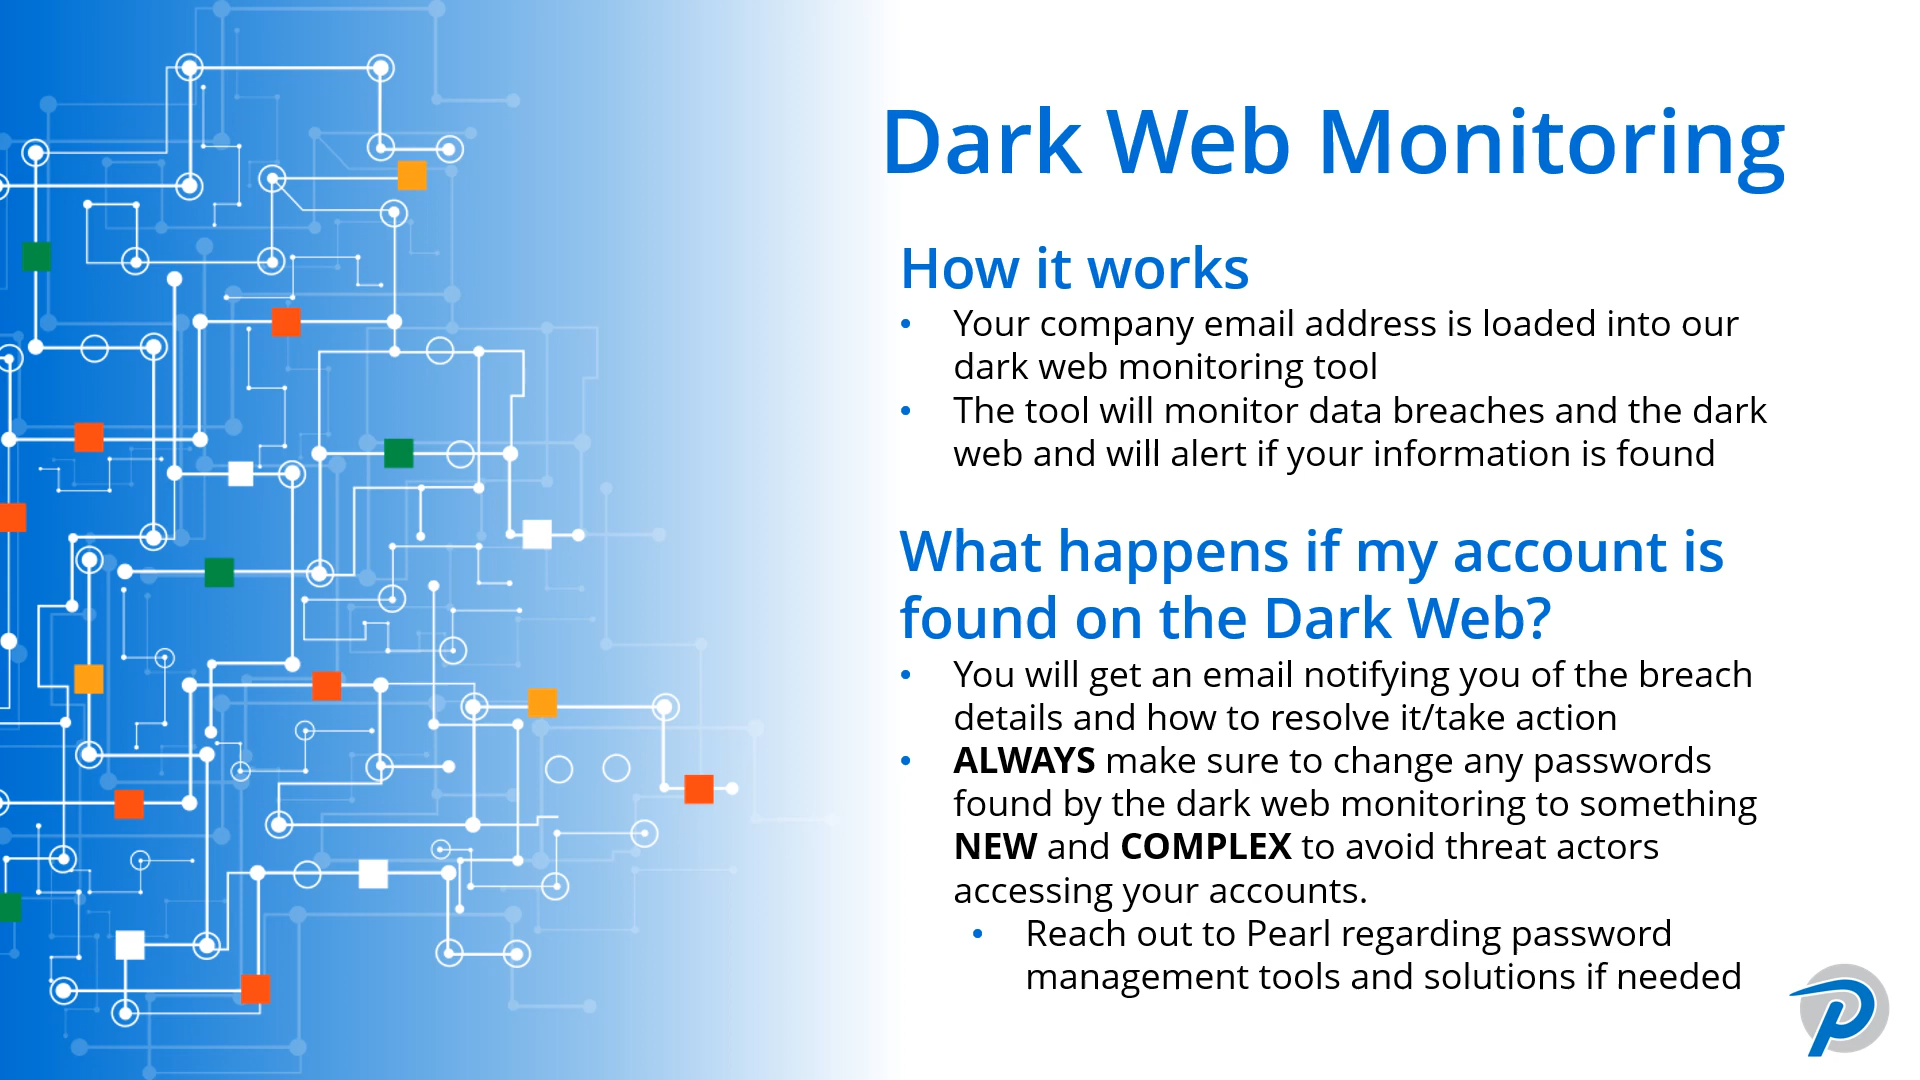 Dark Web Monitoring
How it works
• Your company email address is loaded into our
dark web monitoring tool
• The tool will monitor data breaches and the dark
web and will alert if your information is found
What happens if my account is
found on the Dark Web?
• You will get an email notifying you of the breach
details and how to resolve it/take action
• ALWAYS make sure to change any passwords
found by the dark web monitoring to something
NEW and COMPLEX to avoid threat actors
accessing your accounts.
• Reach out to Pearl regarding password
management tools and solutions if needed
P